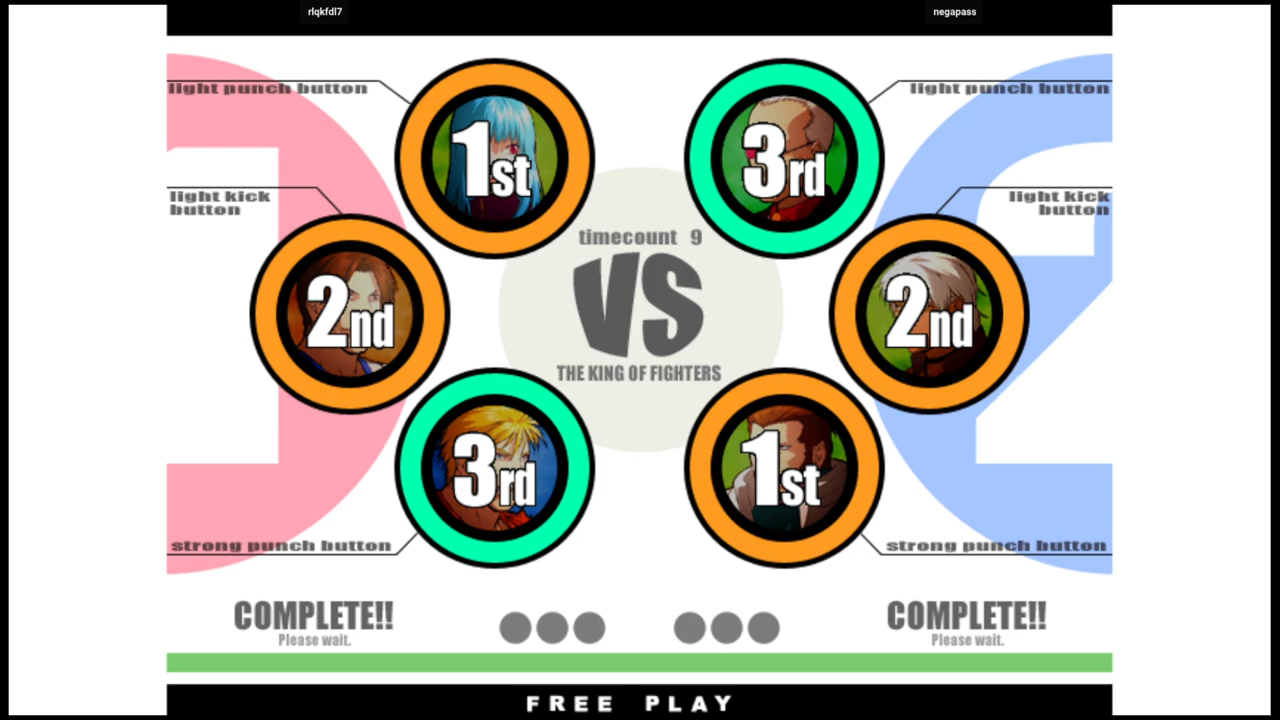 rlqkfdl7
negapass
light punch button
light punch button
1st
3rd
light kick
button
light kick
button
timecount 9
VS
THE KING OF FIGHTERS
2nd
2nd
3rd
1st
strong punch button
strong punch button
COMPLETE!!
Please wait.
COMPLETE!!
Please wait.
FREE PLAY